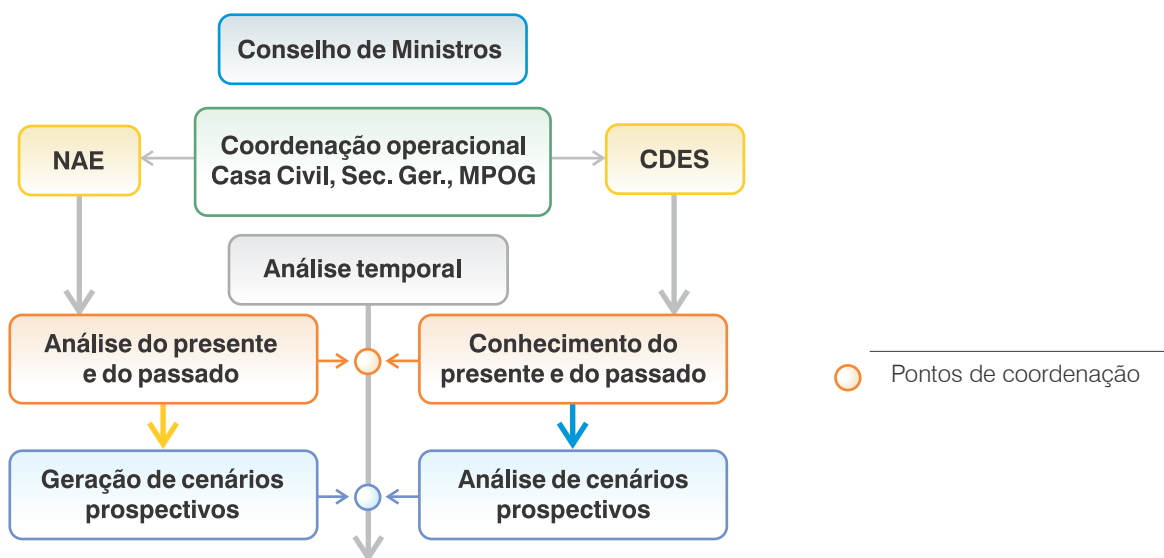 Conselho de Ministros
NAE
Coordenação operacional
Casa Civil, Sec. Ger., MPOG
CDES
Análise temporal
Análise do presente
e do passado
Conhecimento do
presente e do passado
Pontos de coordenação
Geração de cenários
prospectivos
Análise de cenários
prospectivos